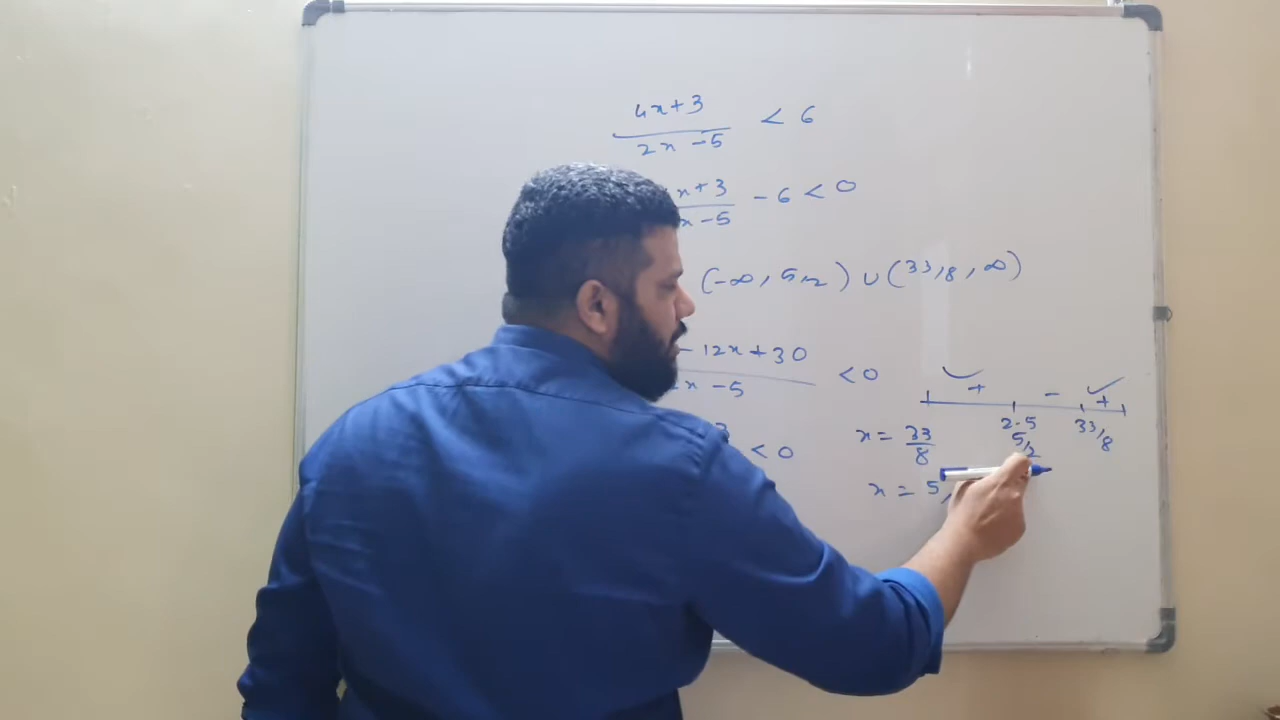 4x+3
2x-5
< 6
x+3
x-5
- 6 < 0
(-∞, 5/2) ∪ (33/8, ∞)
- 12x + 30
x - 5
< 0
+ - +
2.5 33/8
5/2
x = 33/8
< 0
x = 5